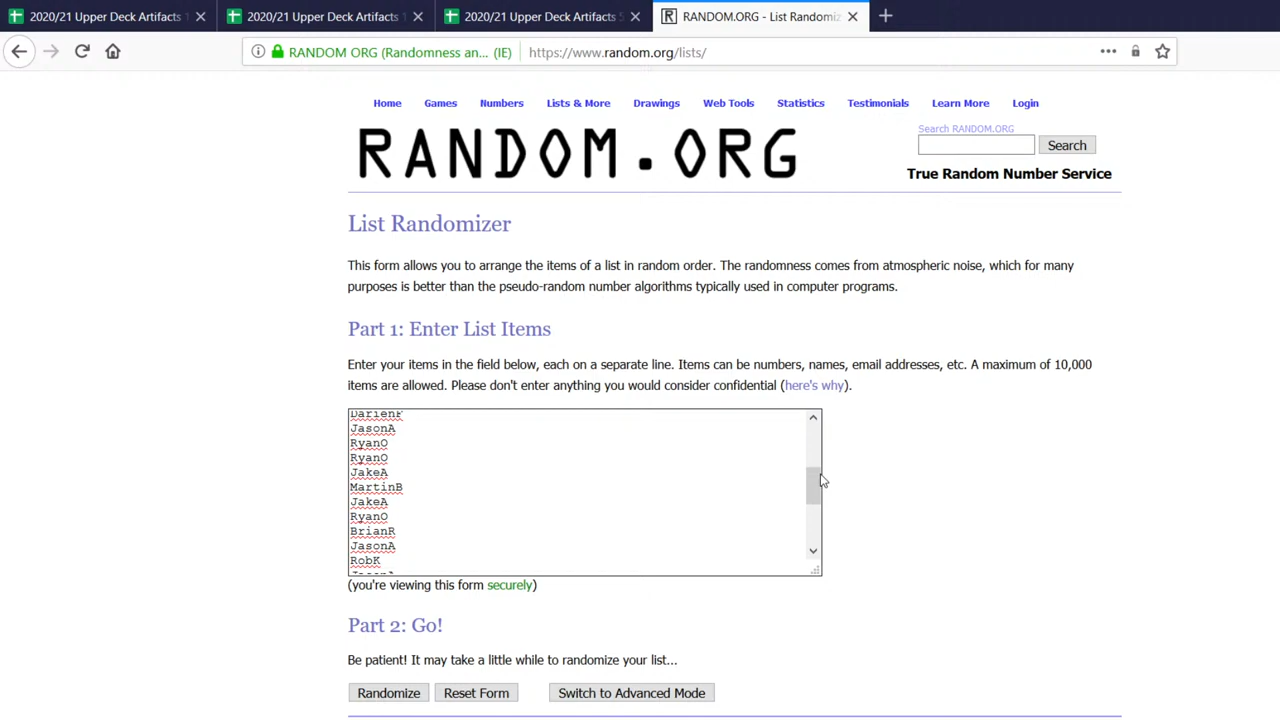 2020/21 Upper Deck Artifacts 1
2020/21 Upper Deck Artifacts 1
2020/21 Upper Deck Artifacts 5
RANDOM.ORG - List Randomiz
RANDOM ORG (Randomness an... (IE)
https://www.random.org/lists/
Home Games Numbers Lists & More Drawings Web Tools Statistics Testimonials Learn More Login
RANDOM.ORG
Search RANDOM.ORG
Search
True Random Number Service
List Randomizer
This form allows you to arrange the items of a list in random order. The randomness comes from atmospheric noise, which for many
purposes is better than the pseudo-random number algorithms typically used in computer programs.
Part 1: Enter List Items
Enter your items in the field below, each on a separate line. Items can be numbers, names, email addresses, etc. A maximum of 10,000
items are allowed. Please don't enter anything you would consider confidential (here's why).
DarienF
JasonA
RyanO
RyanO
JakeA
MartinB
JakeA
RyanO
BrianR
JasonA
RobK
JasonA
(you're viewing this form securely)
Part 2: Go!
Be patient! It may take a little while to randomize your list...
Randomize Reset Form Switch to Advanced Mode